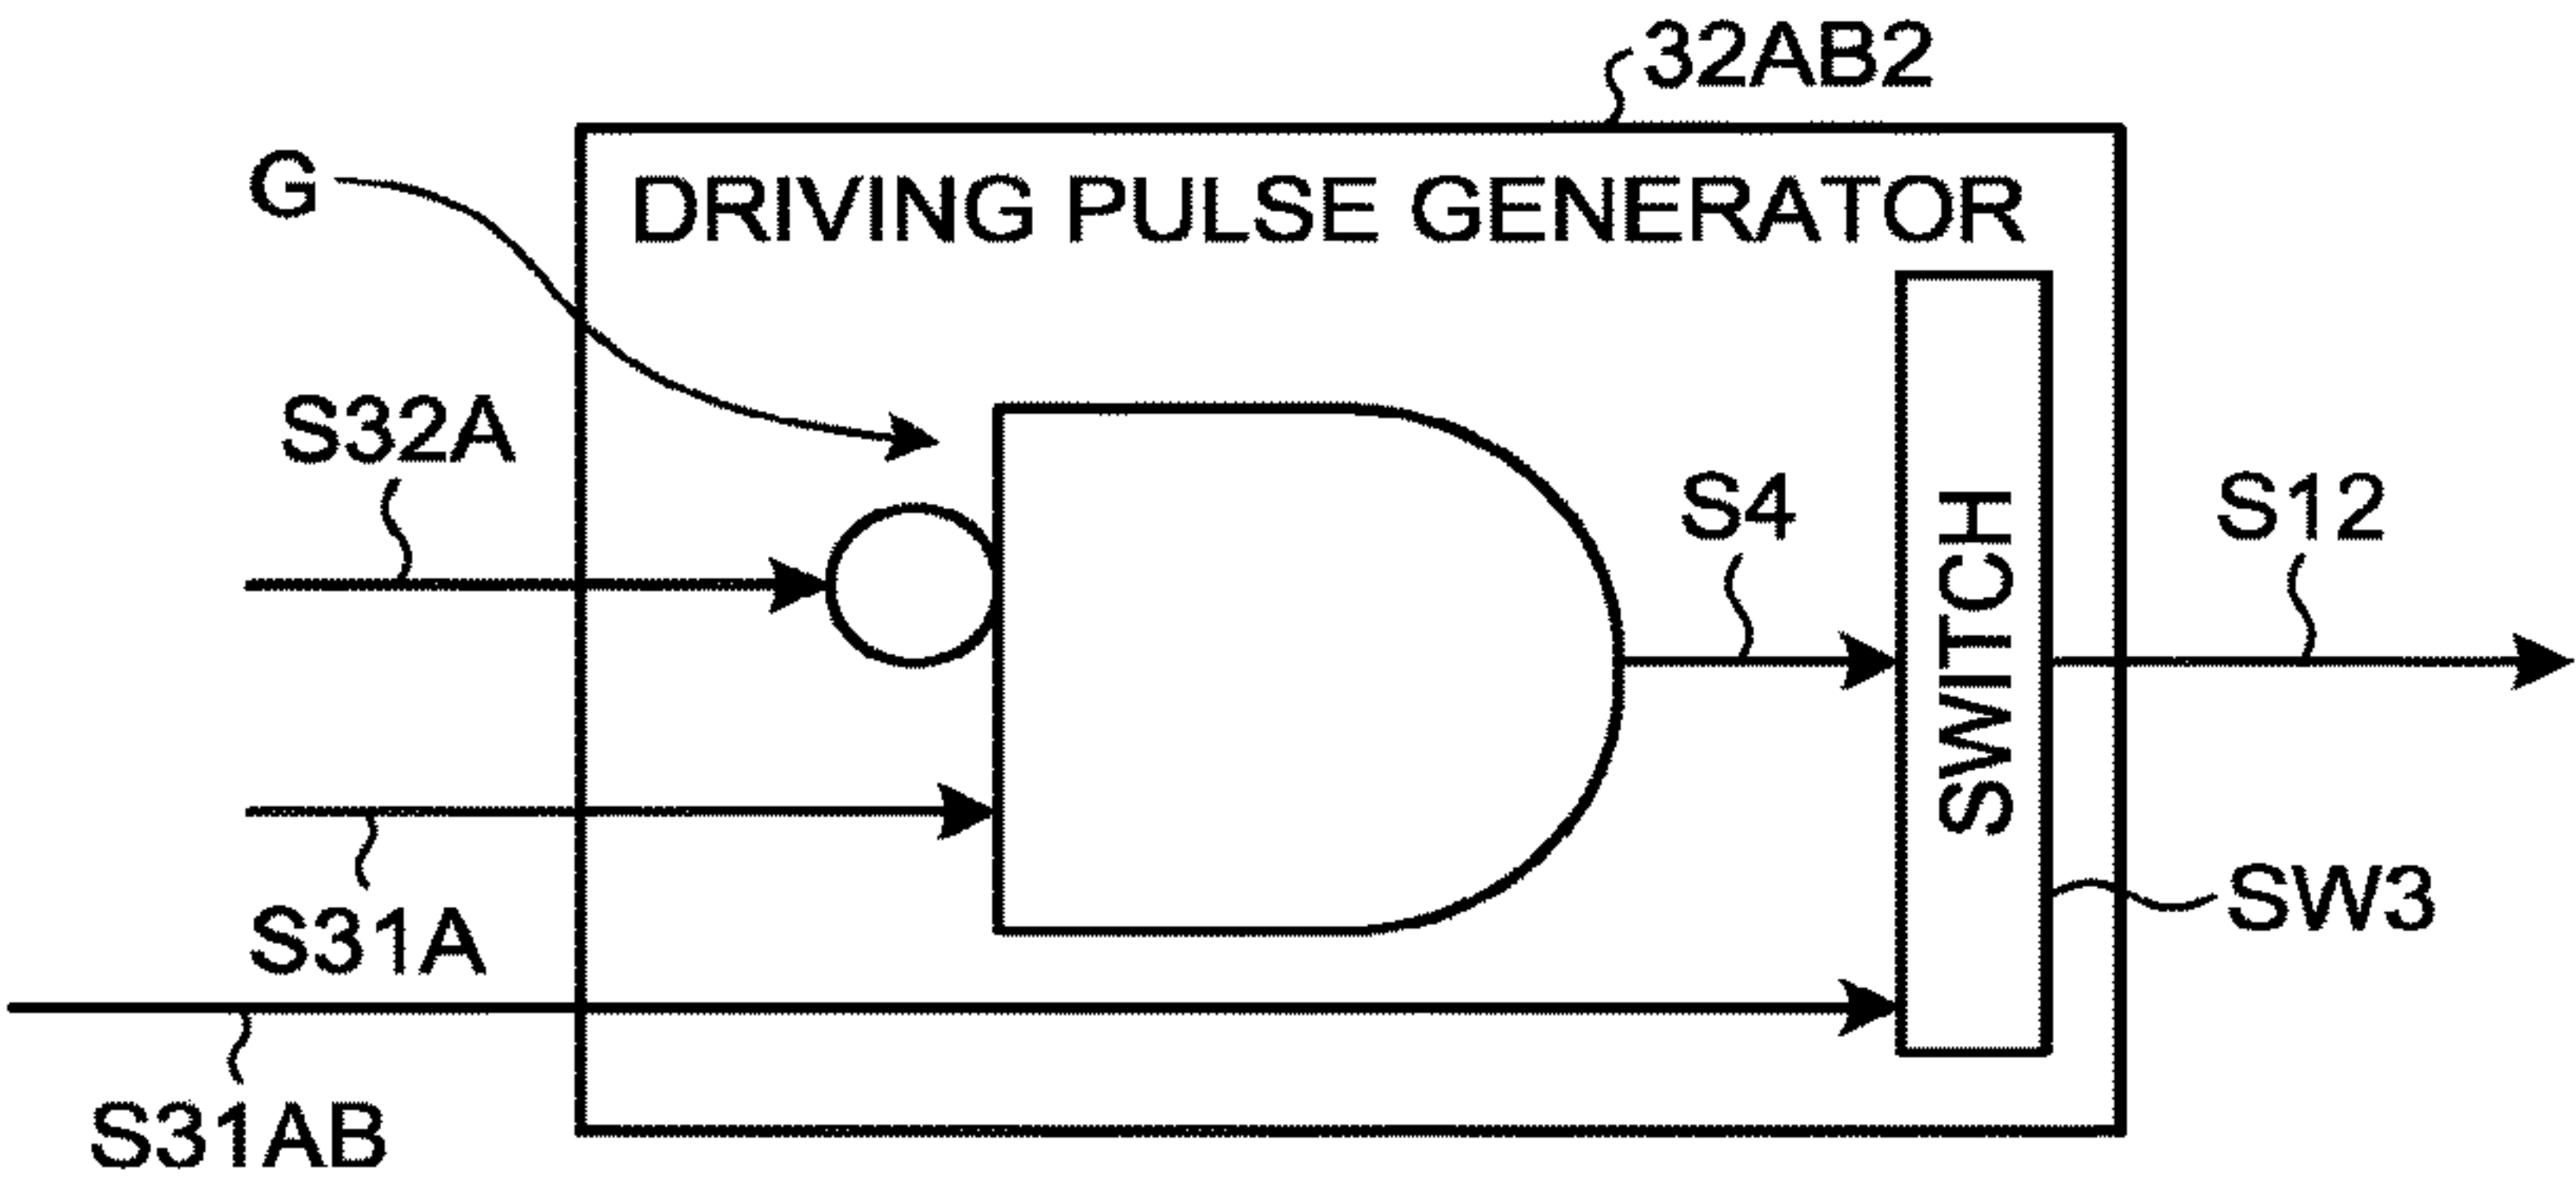 32AB2
G
DRIVING PULSE GENERATOR
S32A
S4
S12
SWITCH
S31A
SW3
S31AB